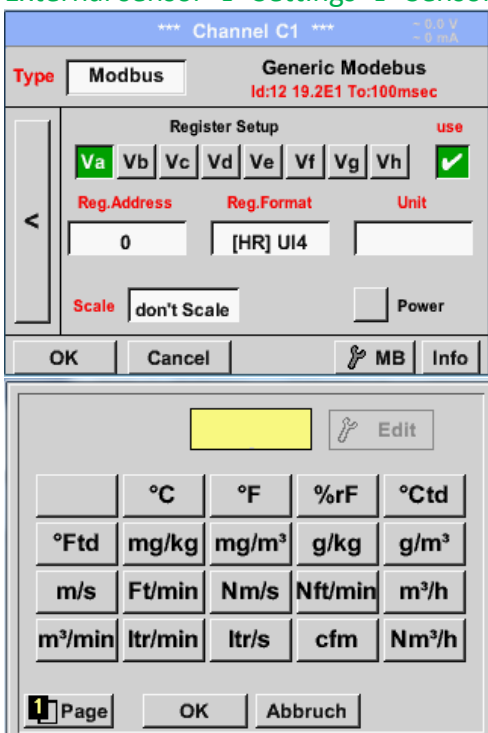 *** Channel C1 ***
~ 0.0 V
~ 0 mA
Type Modbus
Generic Modebus
Id:12 19.2E1 To:100msec
Register Setup use
Va Vb Vc Vd Ve Vf Vg Vh
Reg.Address Reg.Format Unit
<
0 [HR] UI4
Scale don't Scale Power
OK Cancel MB Info
Edit
°C °F %rF °Ctd
°Ftd mg/kg mg/m³ g/kg g/m³
m/s Ft/min Nm/s Nft/min m³/h
m³/min ltr/min ltr/s cfm Nm³/h
1 Page OK Abbruch